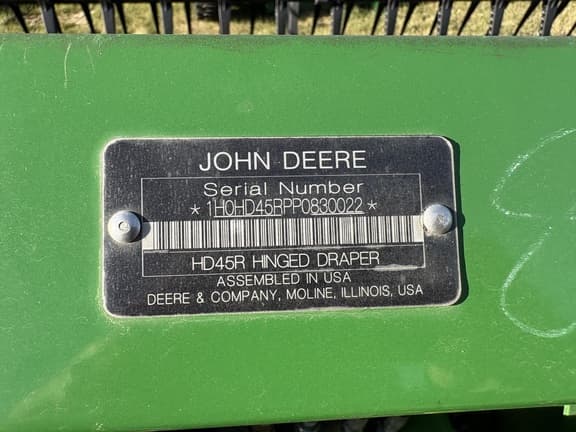 JOHN DEERE
Serial Number
*1H0HD45RPP0830022*
HD45R HINGED DRAPER
ASSEMBLED IN USA
DEERE & COMPANY, MOLINE, ILLINOIS, USA